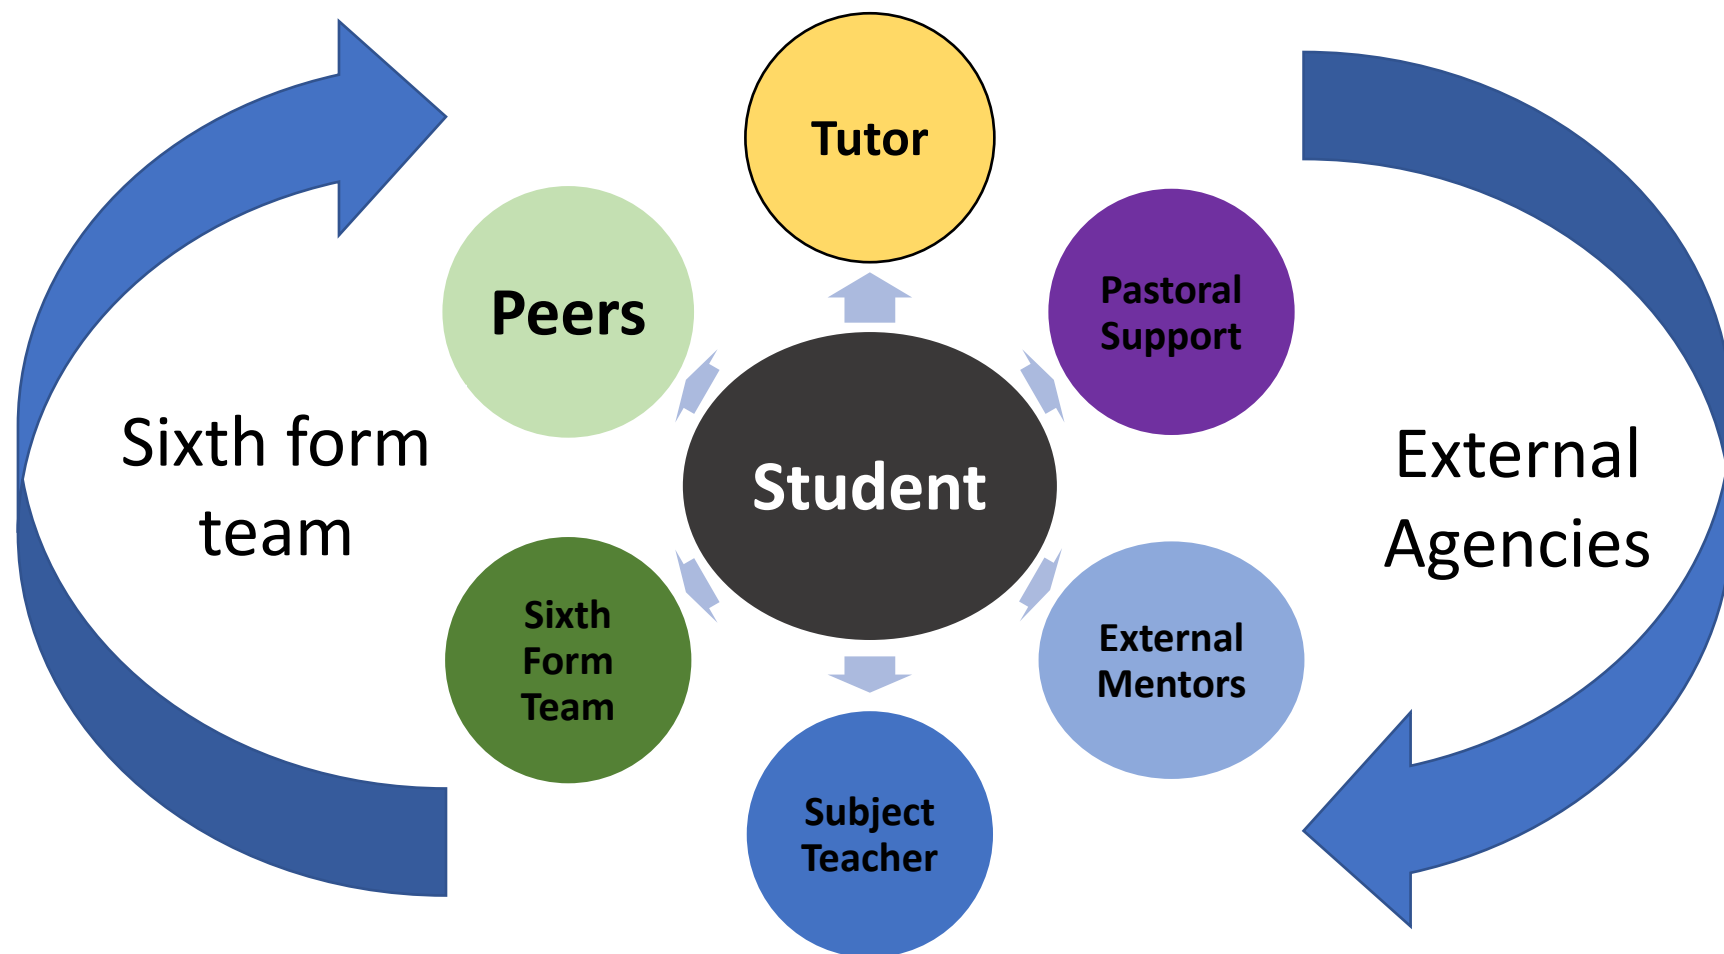 Tutor
Peers
Pastoral
Support
Sixth form
team
Student
External
Agencies
Sixth
Form
Team
External
Mentors
Subject
Teacher